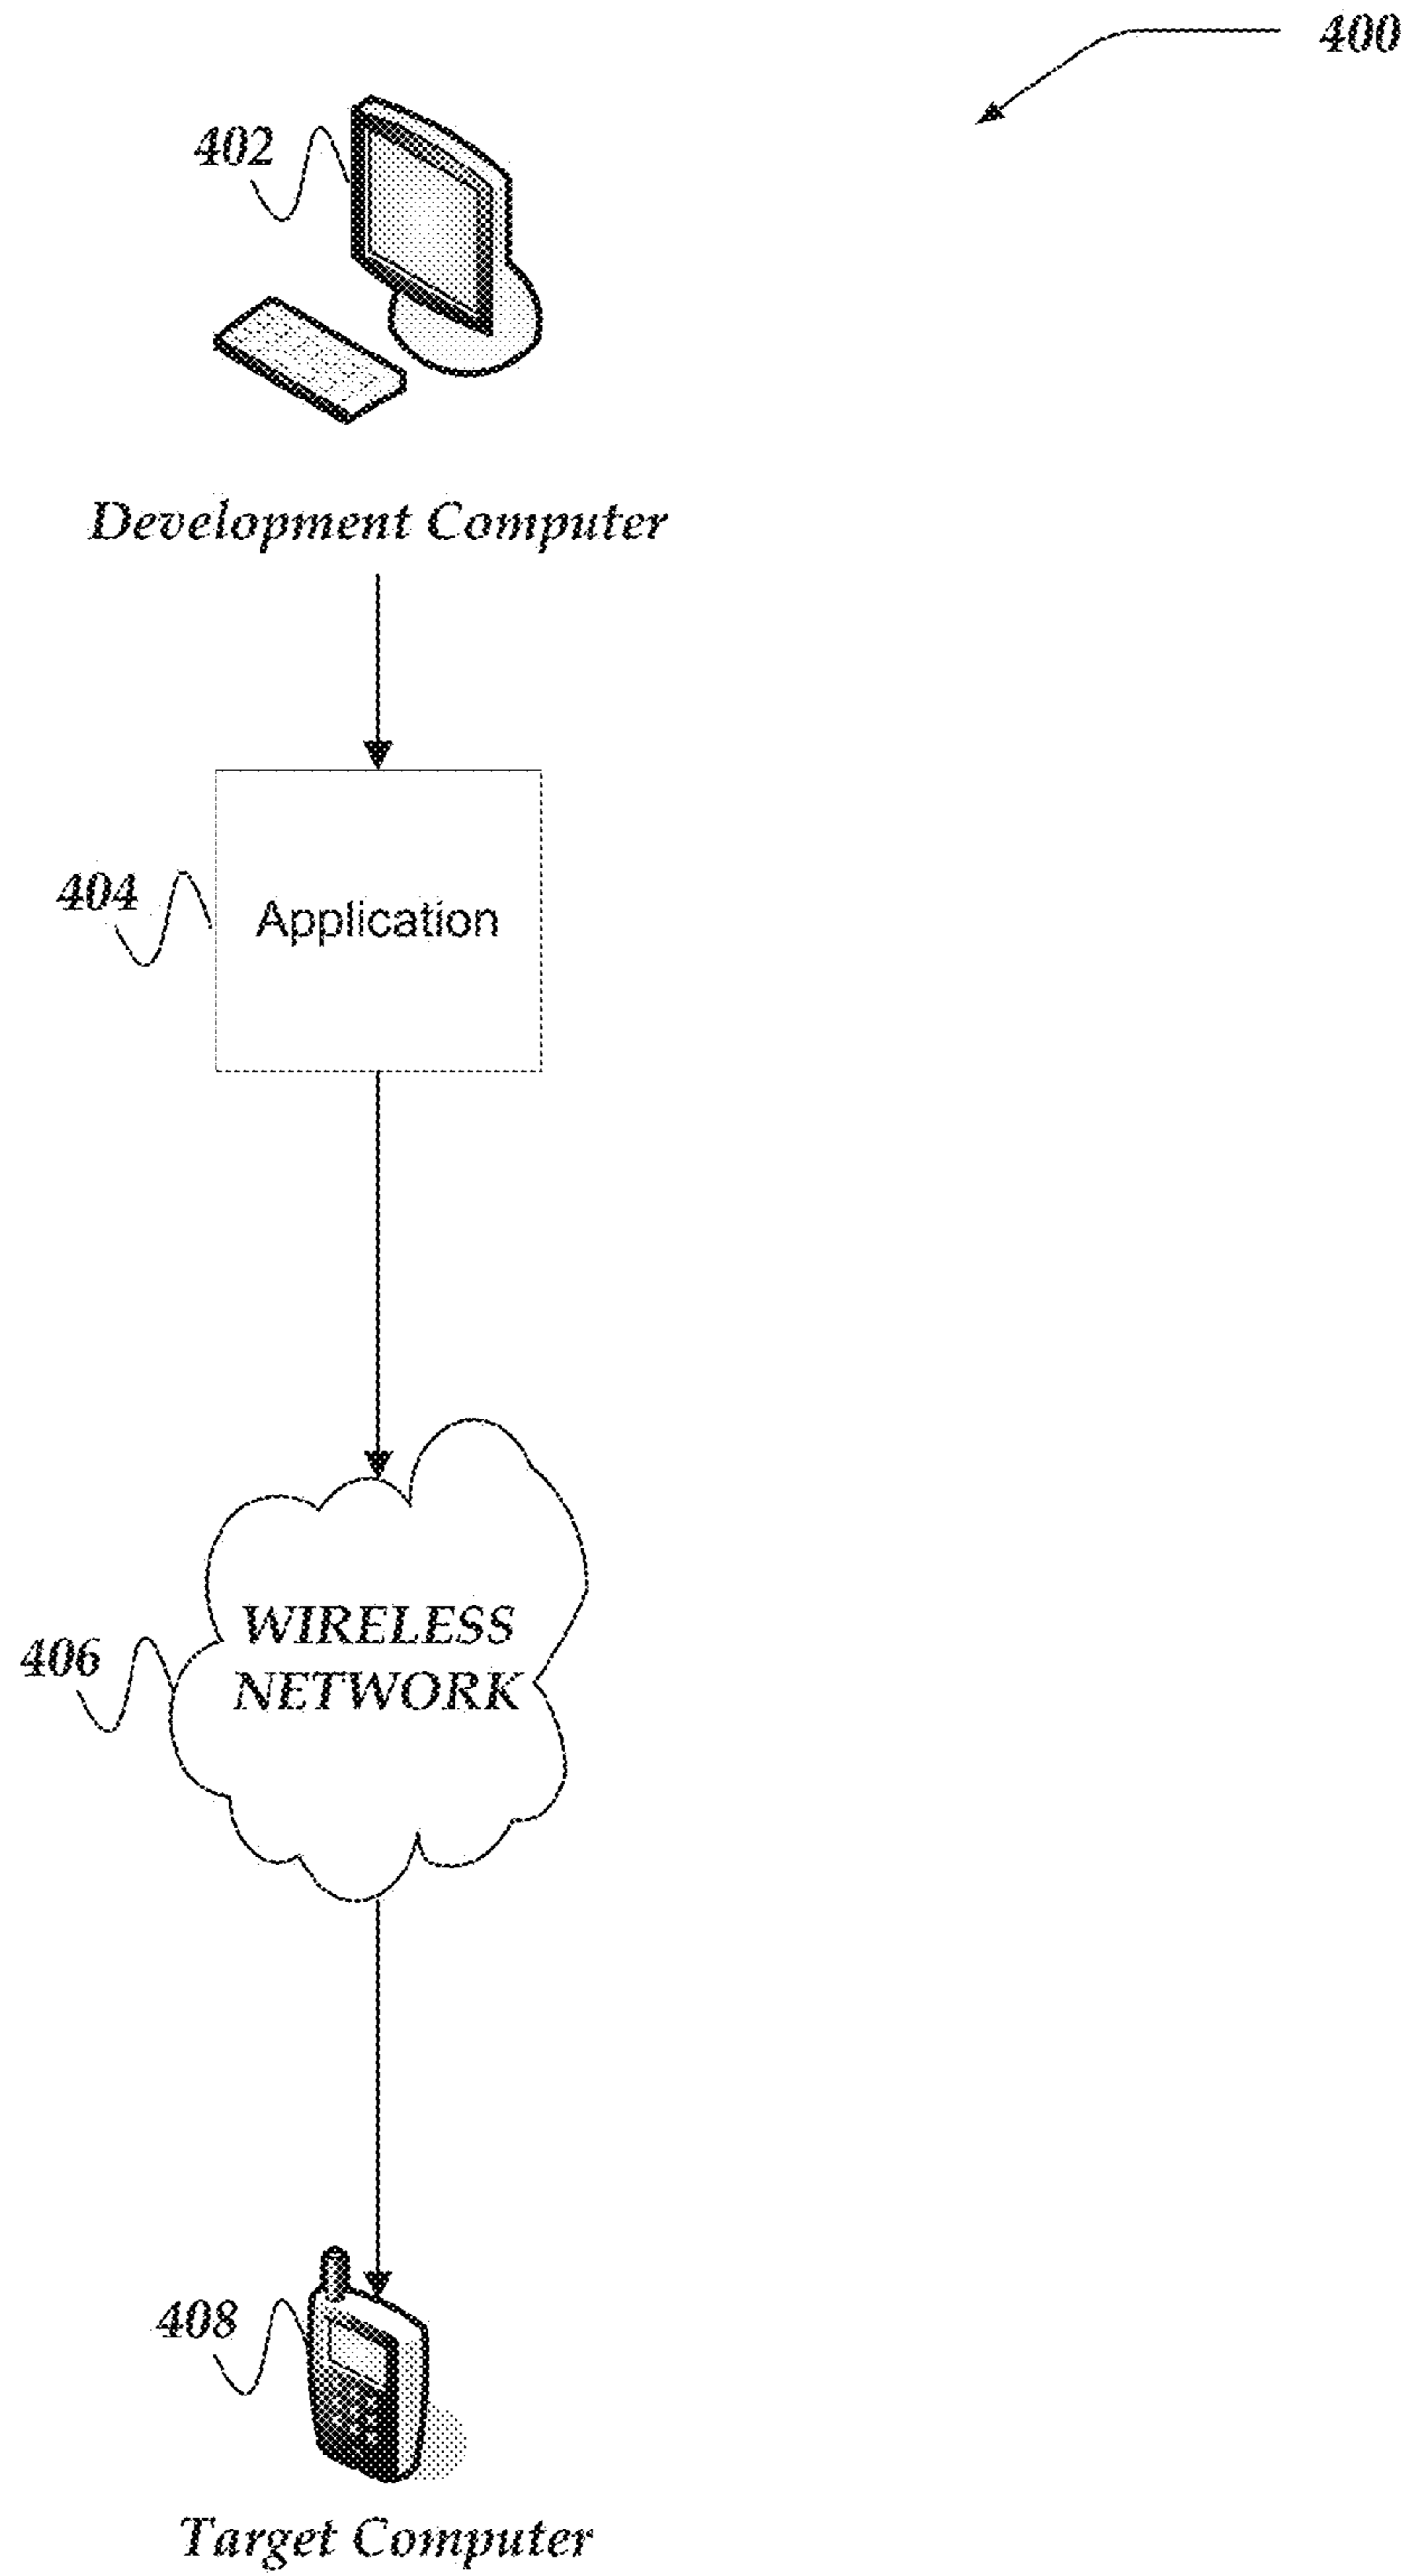 400
402
Development Computer
404
Application
406
WIRELESS
NETWORK
408
Target Computer